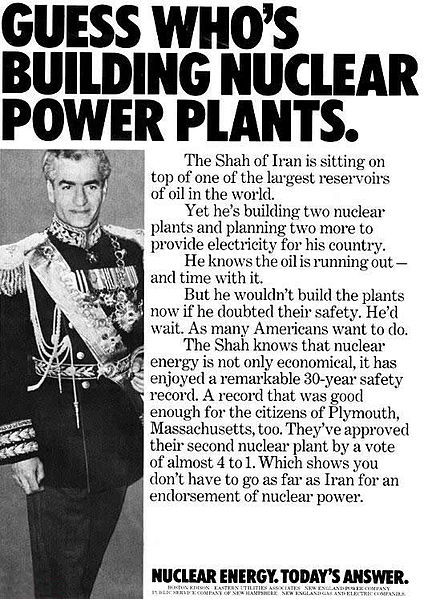 GUESS WHO'S
BUILDING NUCLEAR
POWER PLANTS.
The Shah of Iran is sitting on
top of one of the largest reservoirs
of oil in the world.
Yet he's building two nuclear
plants and planning two more to
provide electricity for his country.
He knows the oil is running out —
and time with it.
But he wouldn't build the plants
now if he doubted their safety. He'd
wait. As many Americans want to do.
The Shah knows that nuclear
energy is not only economical, it has
enjoyed a remarkable 30-year safety
record. A record that was good
enough for the citizens of Plymouth,
Massachusetts, too. They've approved
their second nuclear plant by a vote
of almost 4 to 1. Which shows you
don't have to go as far as Iran for an
endorsement of nuclear power.
NUCLEAR ENERGY. TODAY'S ANSWER.
BOSTON EDISON EASTERN UTILITIES ASSOCIATES NEW ENGLAND POWER COMPANY
PUBLIC SERVICE COMPANY OF NEW HAMPSHIRE NEW ENGLAND GAS AND ELECTRIC COMPANIES.